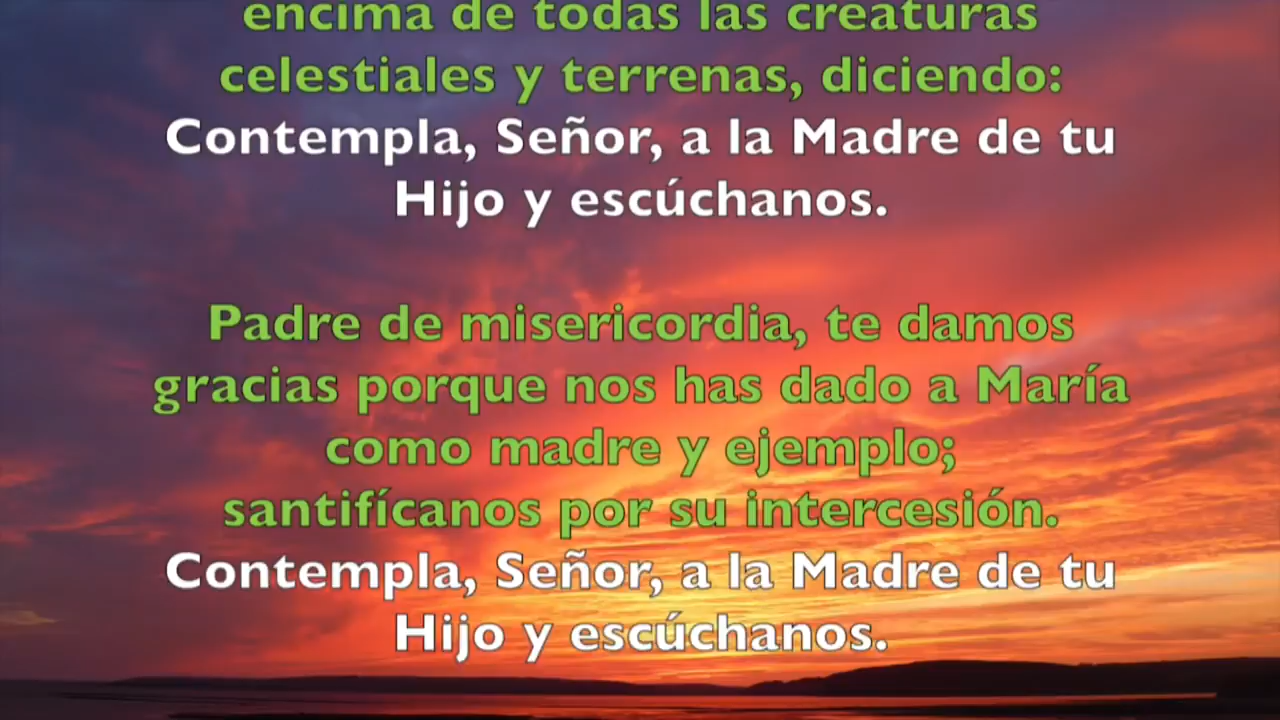 encima de todas las creaturas
celestiales y terrenas, diciendo:
Contempla, Señor, a la Madre de tu
Hijo y escúchanos.
Padre de misericordia, te damos
gracias porque nos has dado a María
como madre y ejemplo;
santifícanos por su intercesión.
Contempla, Señor, a la Madre de tu
Hijo y escúchanos.